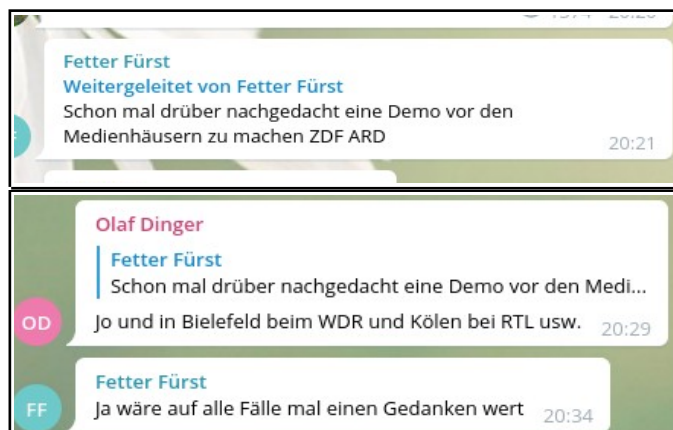 Fetter Fürst
Weitergeleitet von Fetter Fürst
Schon mal drüber nachgedacht eine Demo vor den
Medienhäusern zu machen ZDF ARD
20:21
Olaf Dinger
Fetter Fürst
Schon mal drüber nachgedacht eine Demo vor den Medi...
OD
Jo und in Bielefeld beim WDR und Kölen bei RTL usw.
20:29
Fetter Fürst
FF
Ja wäre auf alle Fälle mal einen Gedanken wert
20:34